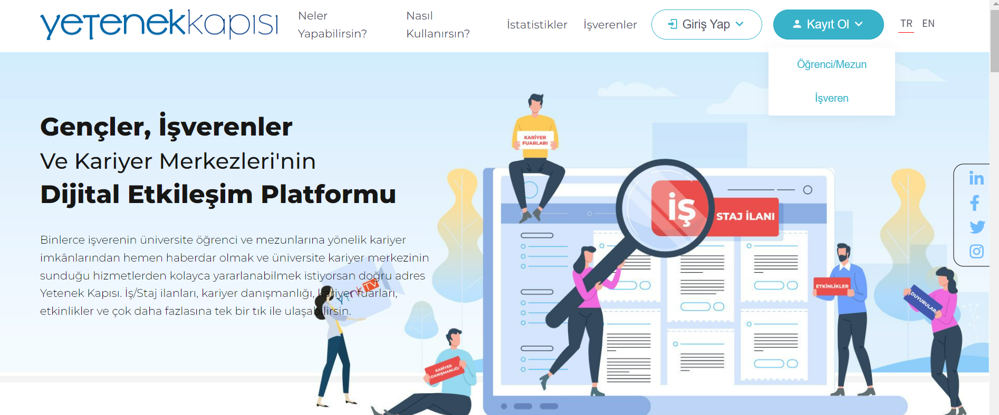 yetenekkapısı
Neler
Yapabilirsin?
Nasıl
Kullanırsın?
İstatistikler
İşverenler
Giriş Yap
Kayıt Ol
TR EN
Öğrenci/Mezun
İşveren
Gençler, İşverenler
Ve Kariyer Merkezleri'nin
Dijital Etkileşim Platformu
Binlerce işverenin üniversite öğrenci ve mezunlarına yönelik kariyer
imkânlarından hemen haberdar olmak ve üniversite kariyer merkezinin
sunduğu hizmetlerden kolayca yararlanabilmek istiyorsan doğru adres
Yetenek Kapısı. İş/Staj ilanları, kariyer danışmanlığı, kariyer fuarları,
etkinlikler ve çok daha fazlasına tek bir tık ile ulaşabilirsin.
KARİYER
FUARLARI
İŞ
STAJ İLANI
ETKİNLİKLER
DUYURULAR
KARİYER
DANIŞMANLIĞI
TV
in
f